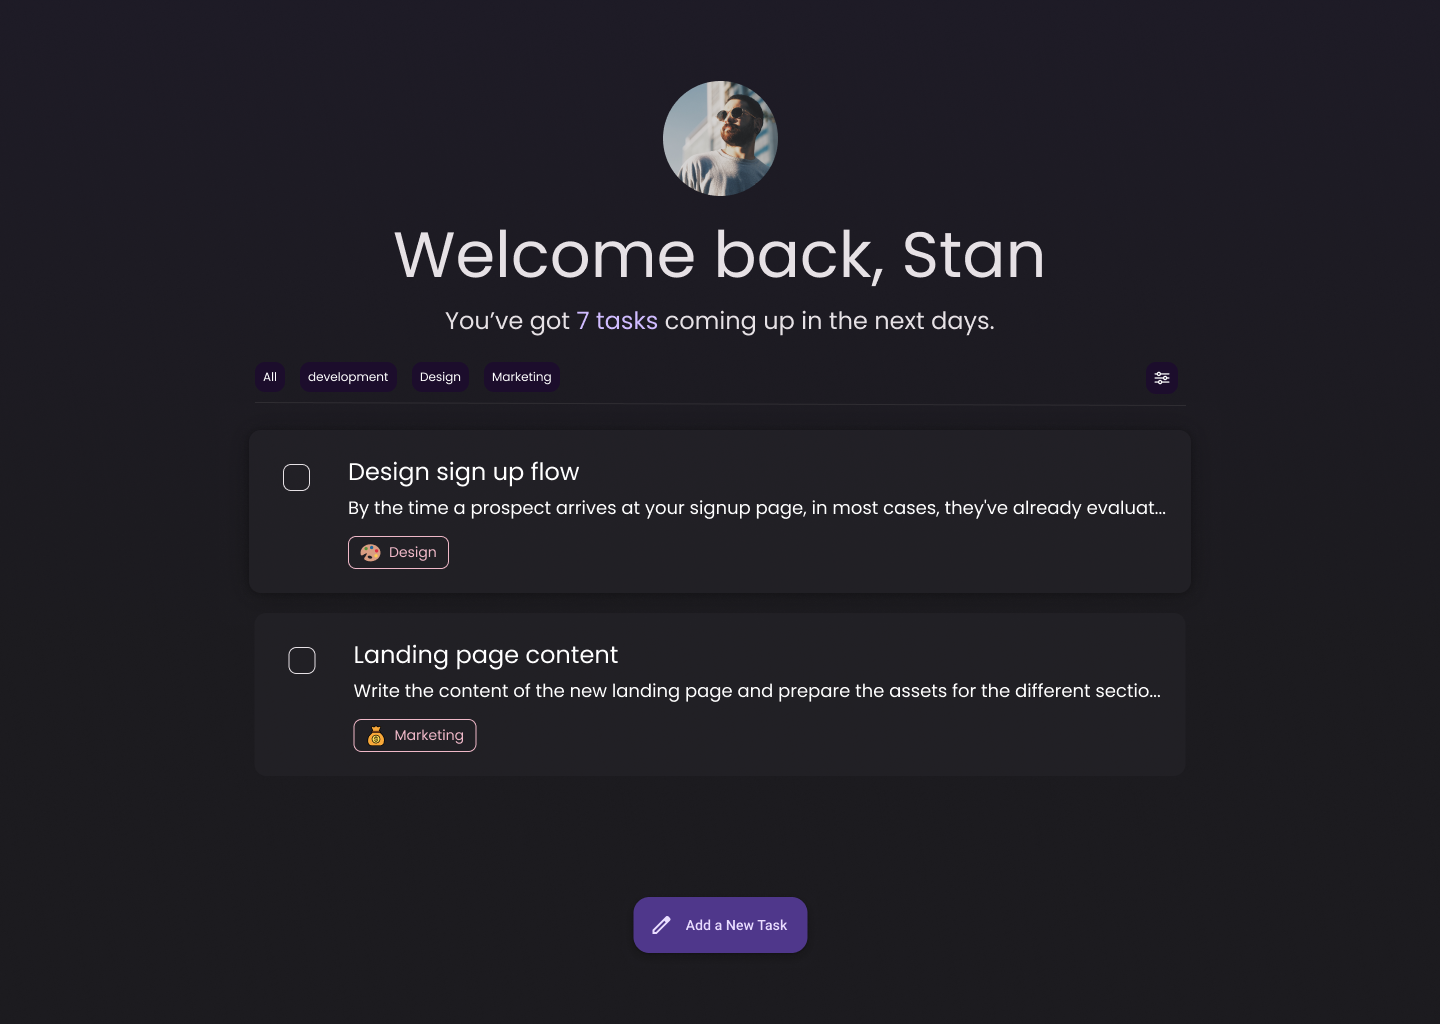 Welcome back, Stan
You’ve got 7 tasks coming up in the next days.
All development Design Marketing
Design sign up flow
By the time a prospect arrives at your signup page, in most cases, they've already evaluat...
Design
Landing page content
Write the content of the new landing page and prepare the assets for the different sectio...
Marketing
Add a New Task